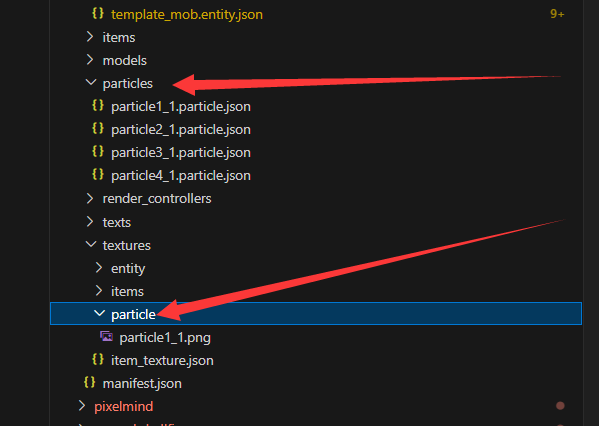 template_mob.entity.json 9+
items
models
particles
{} particle1_1.particle.json
{} particle2_1.particle.json
{} particle3_1.particle.json
{} particle4_1.particle.json
render_controllers
texts
textures
entity
items
particle
particle1_1.png
{} item_texture.json
{} manifest.json
pixelmind